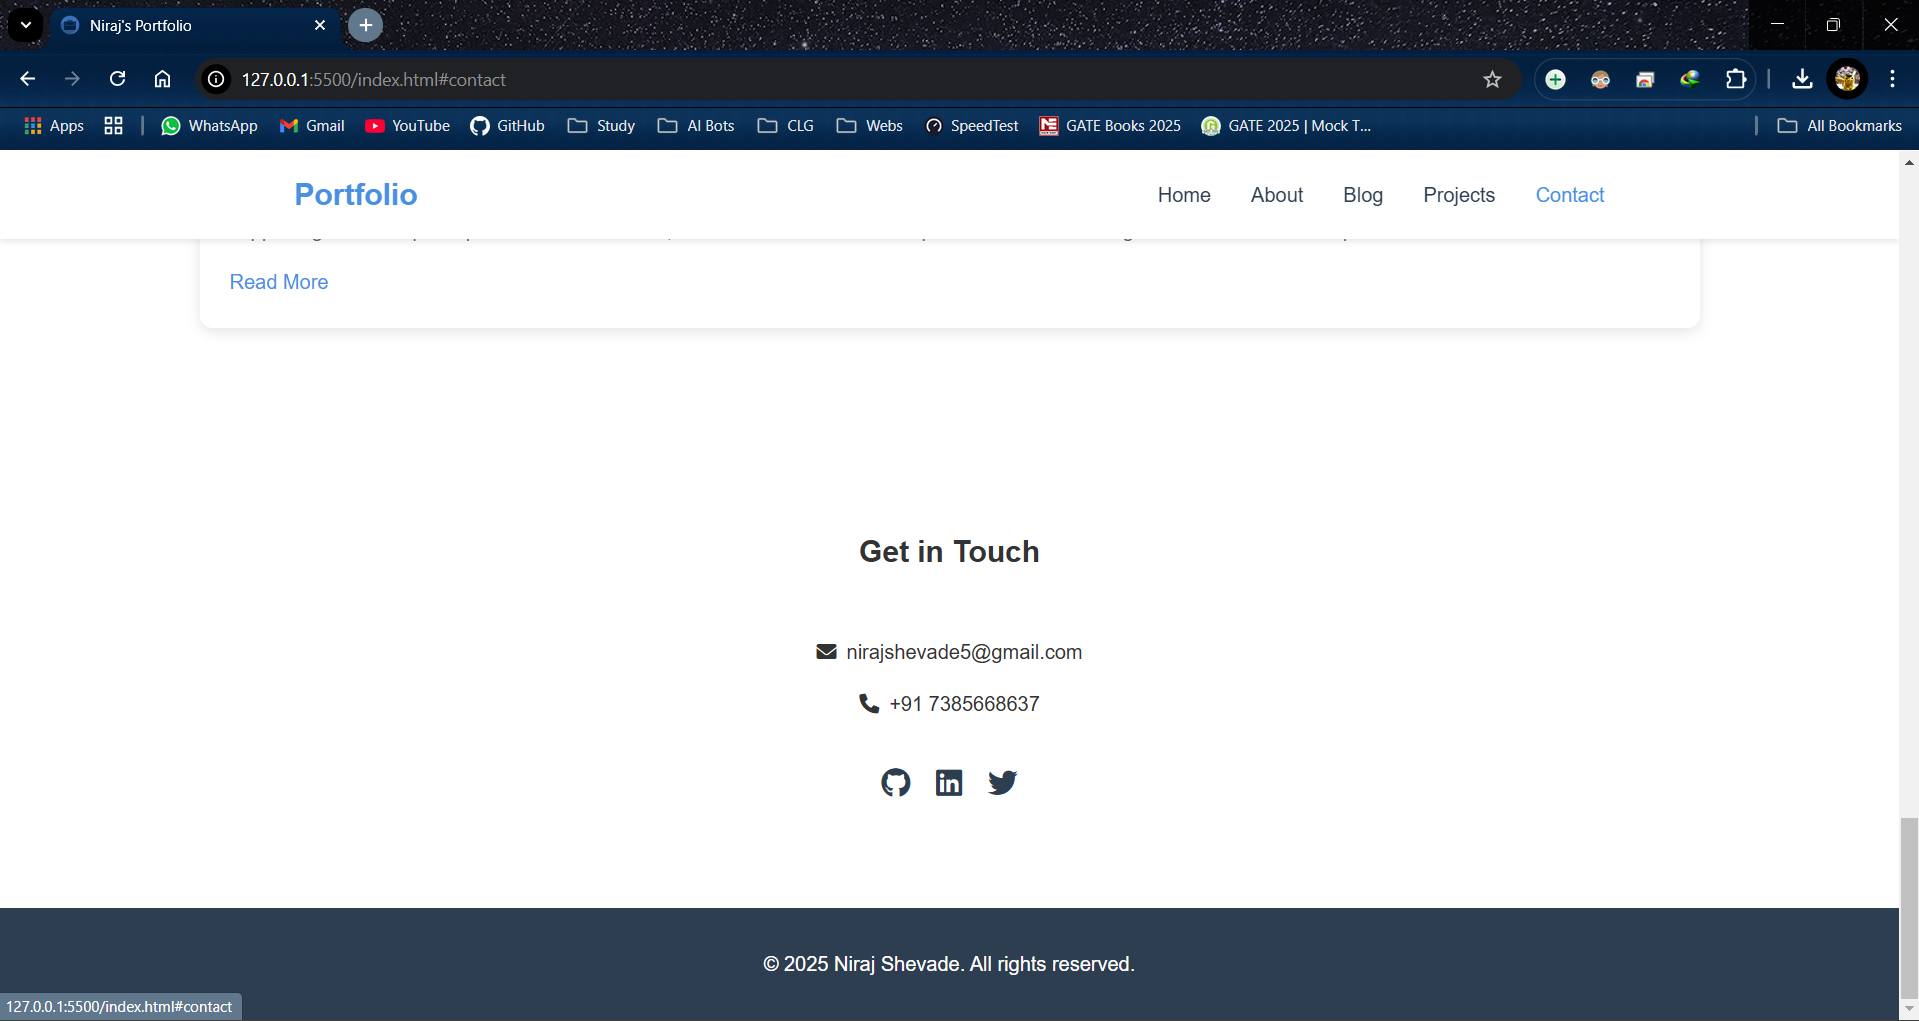 Niraj's Portfolio
127.0.0.1:5500/index.html#contact
Apps WhatsApp Gmail YouTube GitHub Study AI Bots CLG Webs SpeedTest GATE Books 2025 GATE 2025 | Mock T... All Bookmarks
Portfolio Home About Blog Projects Contact
Read More
Get in Touch
nirajshevade5@gmail.com
+91 7385668637
© 2025 Niraj Shevade. All rights reserved.
127.0.0.1:5500/index.html#contact